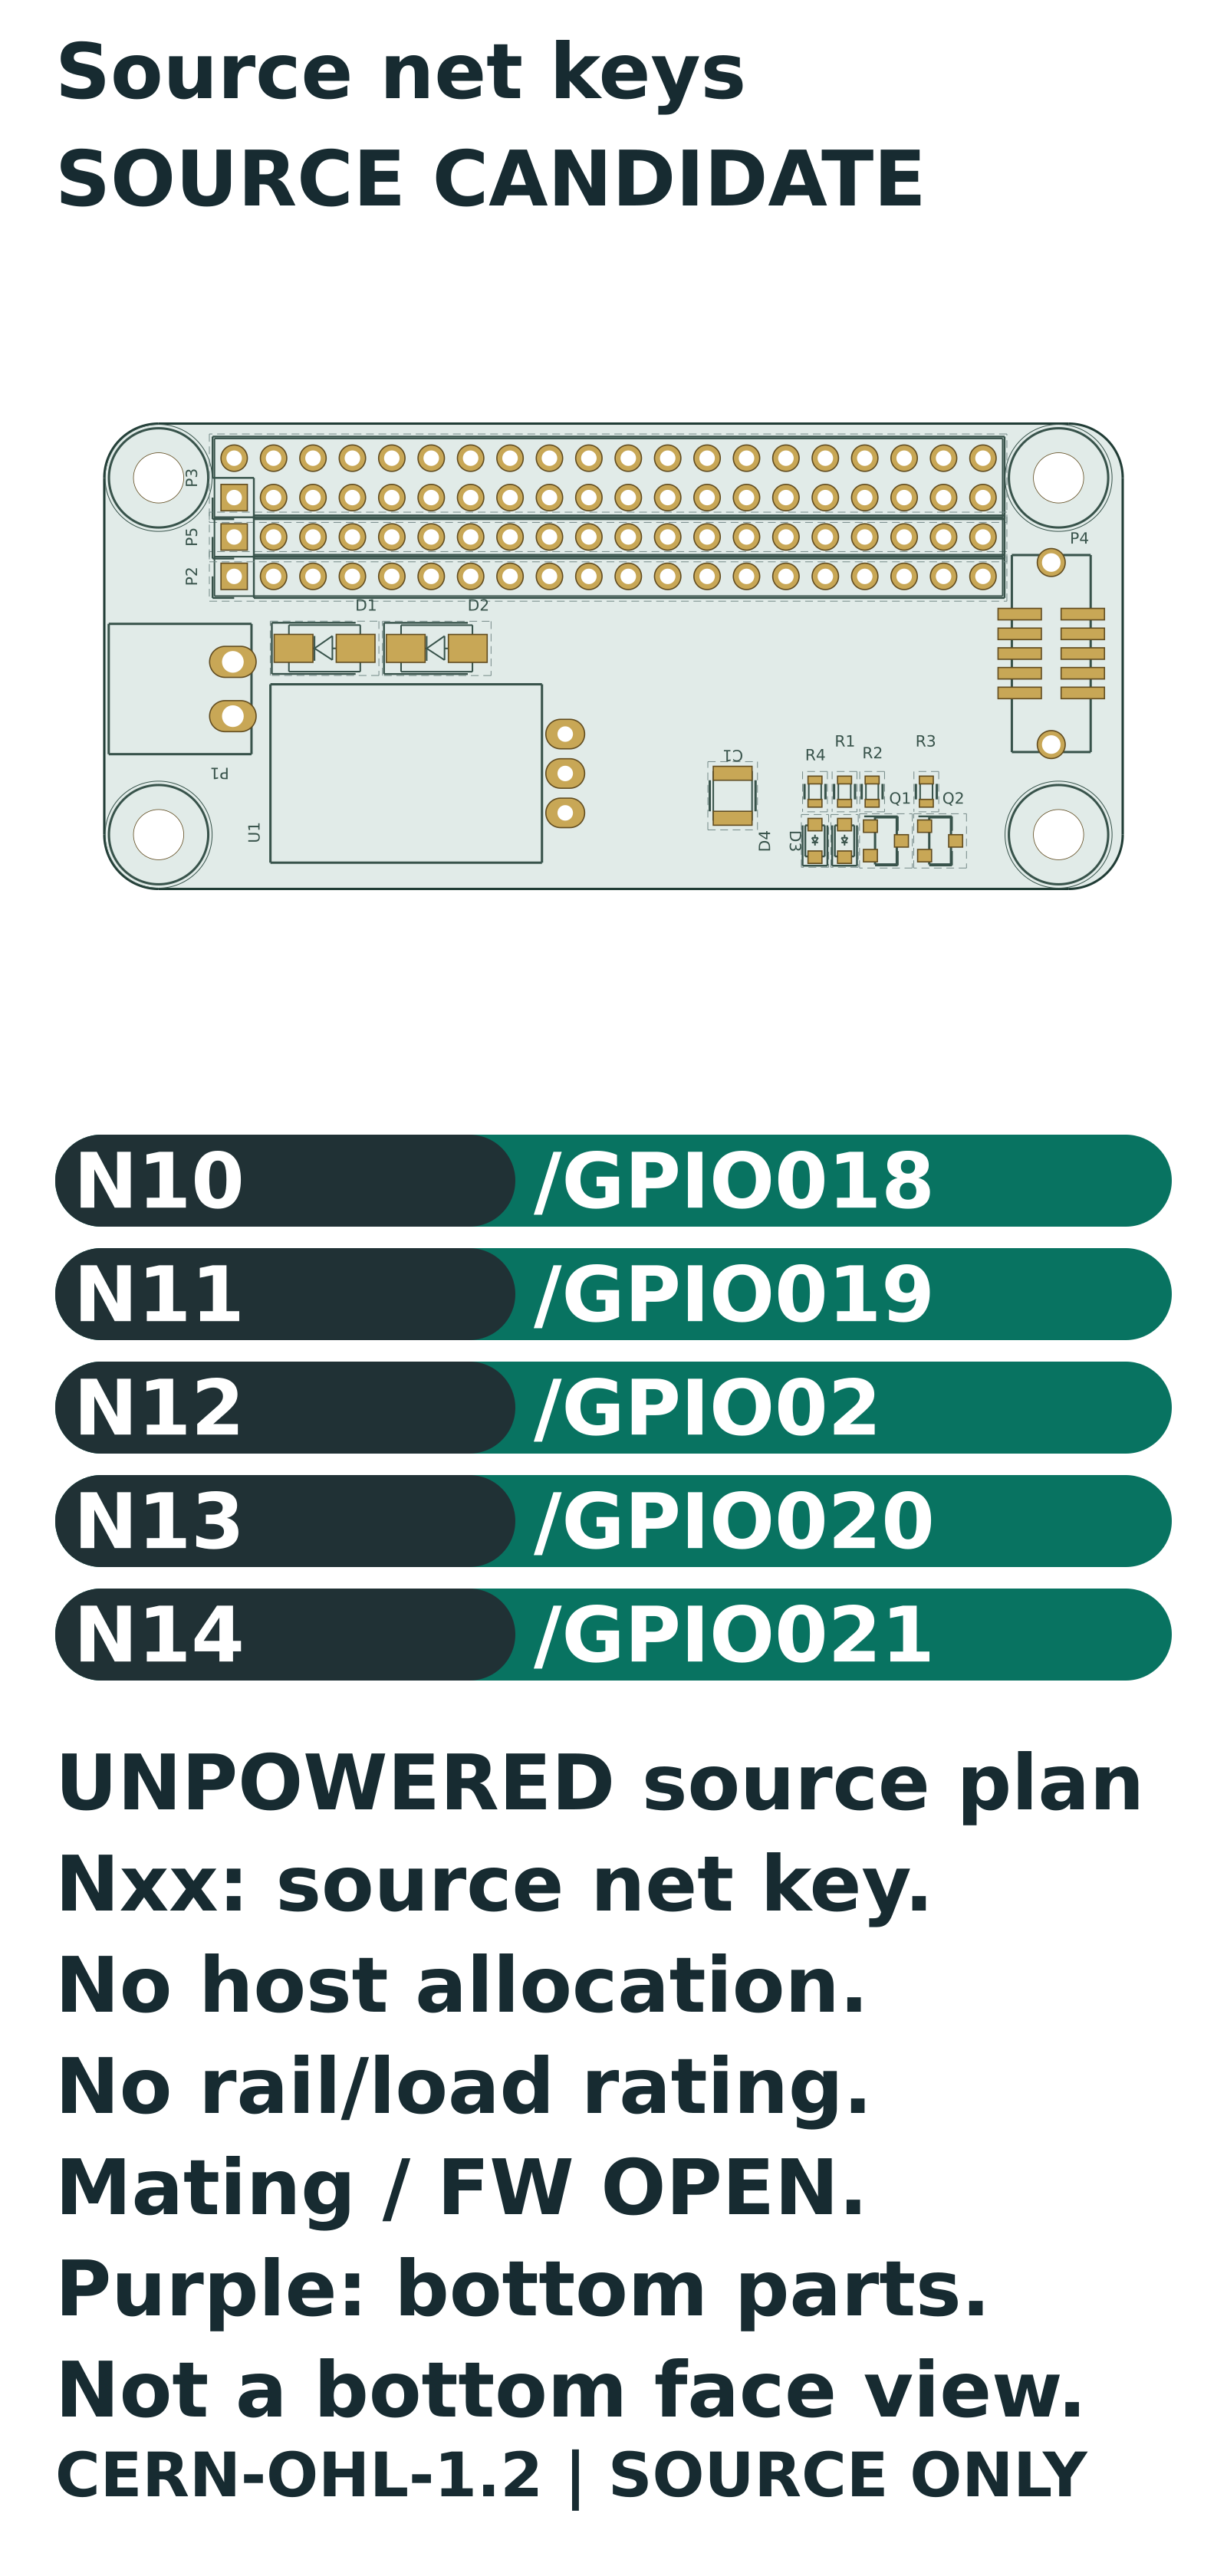 Source net keys
SOURCE CANDIDATE
P3
P5
P2
P4
D1 D2
P1
U1
C1
R4 R1 R2 R3
Q1 Q2
D4 D3
N10 /GPIO018
N11 /GPIO019
N12 /GPIO02
N13 /GPIO020
N14 /GPIO021
UNPOWERED source plan
Nxx: source net key.
No host allocation.
No rail/load rating.
Mating / FW OPEN.
Purple: bottom parts.
Not a bottom face view.
CERN-OHL-1.2 | SOURCE ONLY